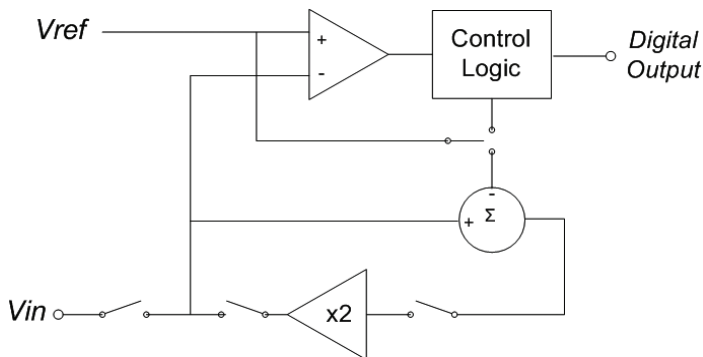 Vref
+
-
Control
Logic
Digital
Output
-
+
Σ
Vin
x2